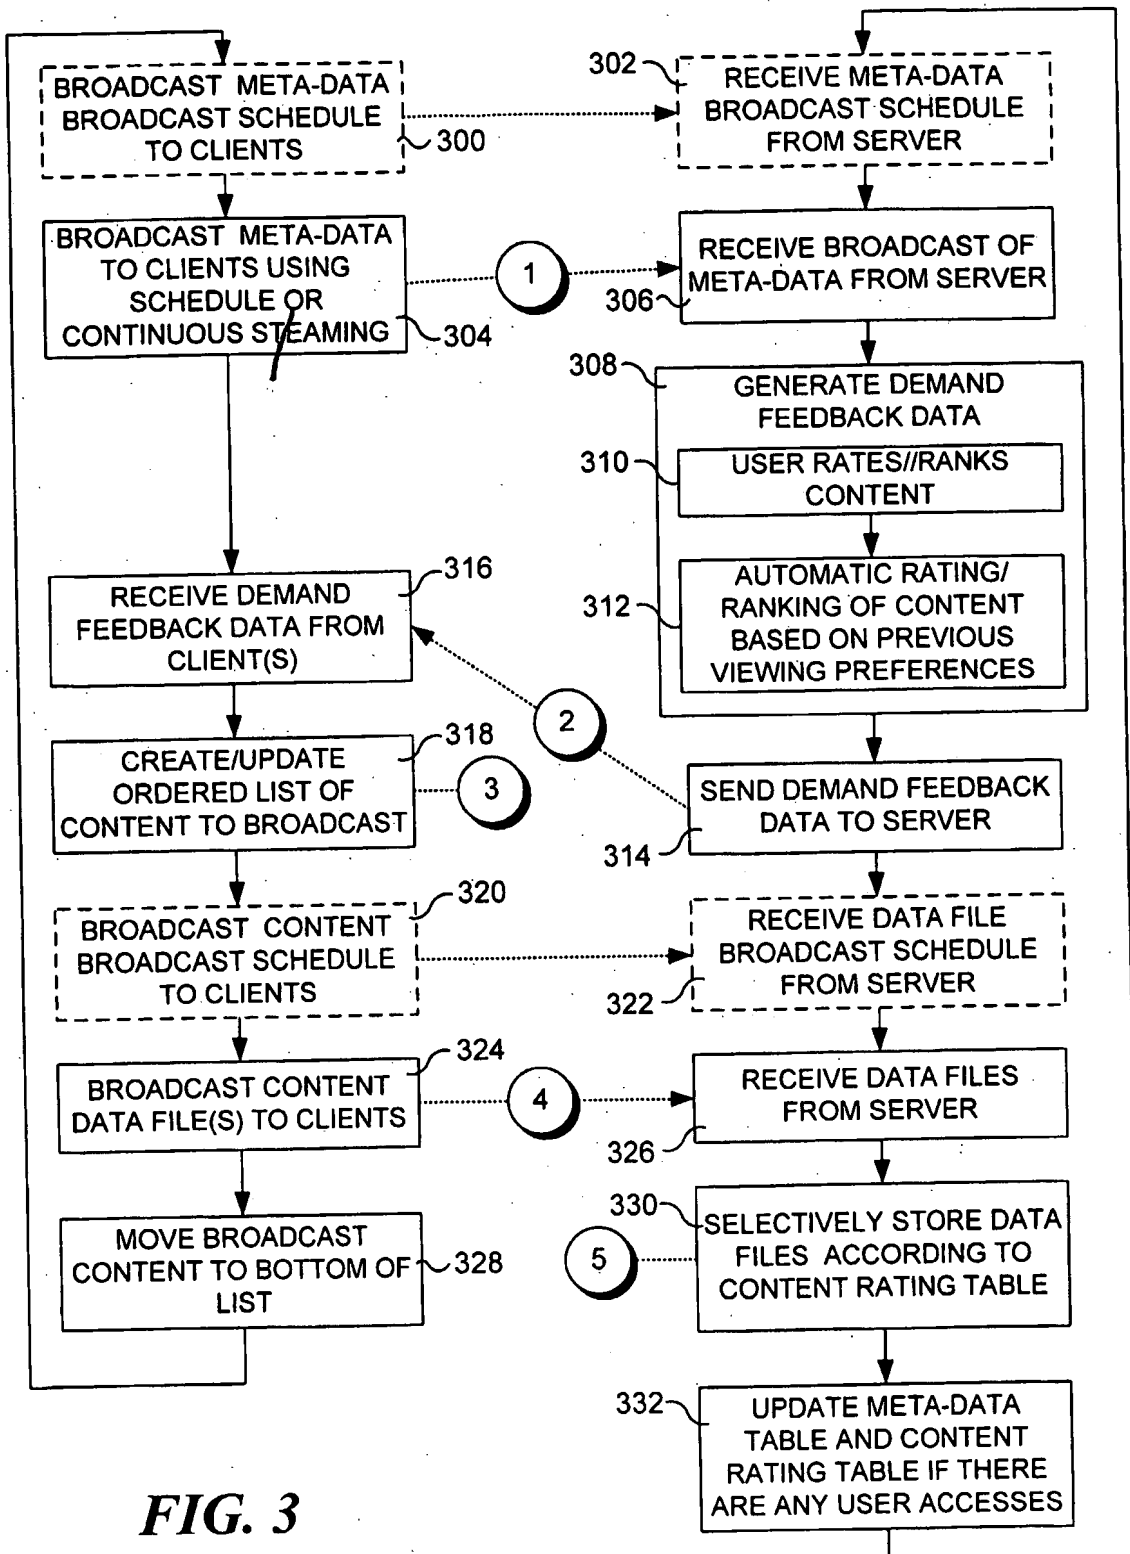 BROADCAST META-DATA
BROADCAST SCHEDULE
TO CLIENTS
300
302
RECEIVE META-DATA
BROADCAST SCHEDULE
FROM SERVER
BROADCAST META-DATA
TO CLIENTS USING
SCHEDULE OR
CONTINUOUS STEAMING
304
1
RECEIVE BROADCAST OF
META-DATA FROM SERVER
306
308
GENERATE DEMAND
FEEDBACK DATA
310
USER RATES//RANKS
CONTENT
312
AUTOMATIC RATING/
RANKING OF CONTENT
BASED ON PREVIOUS
VIEWING PREFERENCES
316
RECEIVE DEMAND
FEEDBACK DATA FROM
CLIENT(S)
2
318
CREATE/UPDATE
ORDERED LIST OF
CONTENT TO BROADCAST
3
SEND DEMAND FEEDBACK
DATA TO SERVER
314
320
BROADCAST CONTENT
BROADCAST SCHEDULE
TO CLIENTS
RECEIVE DATA FILE
BROADCAST SCHEDULE
FROM SERVER
322
324
BROADCAST CONTENT
DATA FILE(S) TO CLIENTS
4
RECEIVE DATA FILES
FROM SERVER
326
MOVE BROADCAST
CONTENT TO BOTTOM OF
LIST
328
330
5
SELECTIVELY STORE DATA
FILES ACCORDING TO
CONTENT RATING TABLE
332
UPDATE META-DATA
TABLE AND CONTENT
RATING TABLE IF THERE
ARE ANY USER ACCESSES
FIG. 3